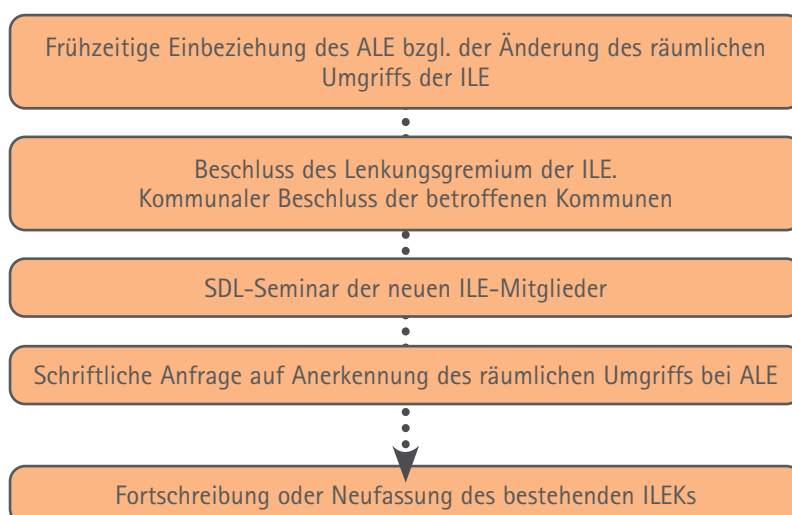 Frühzeitige Einbeziehung des ALE bzgl. der Änderung des räumlichen
Umgriffs der ILE
Beschluss des Lenkungsgremium der ILE.
Kommunaler Beschluss der betroffenen Kommunen
SDL-Seminar der neuen ILE-Mitglieder
Schriftliche Anfrage auf Anerkennung des räumlichen Umgriffs bei ALE
Fortschreibung oder Neufassung des bestehenden ILEKs